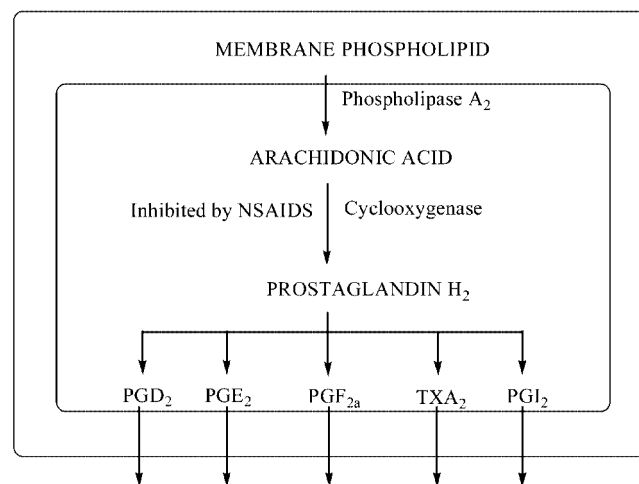 MEMBRANE PHOSPHOLIPID
Phospholipase A₂
ARACHIDONIC ACID
Inhibited by NSAIDS Cyclooxygenase
PROSTAGLANDIN H₂
PGD₂ PGE₂ PGF₂ₐ TXA₂ PGI₂